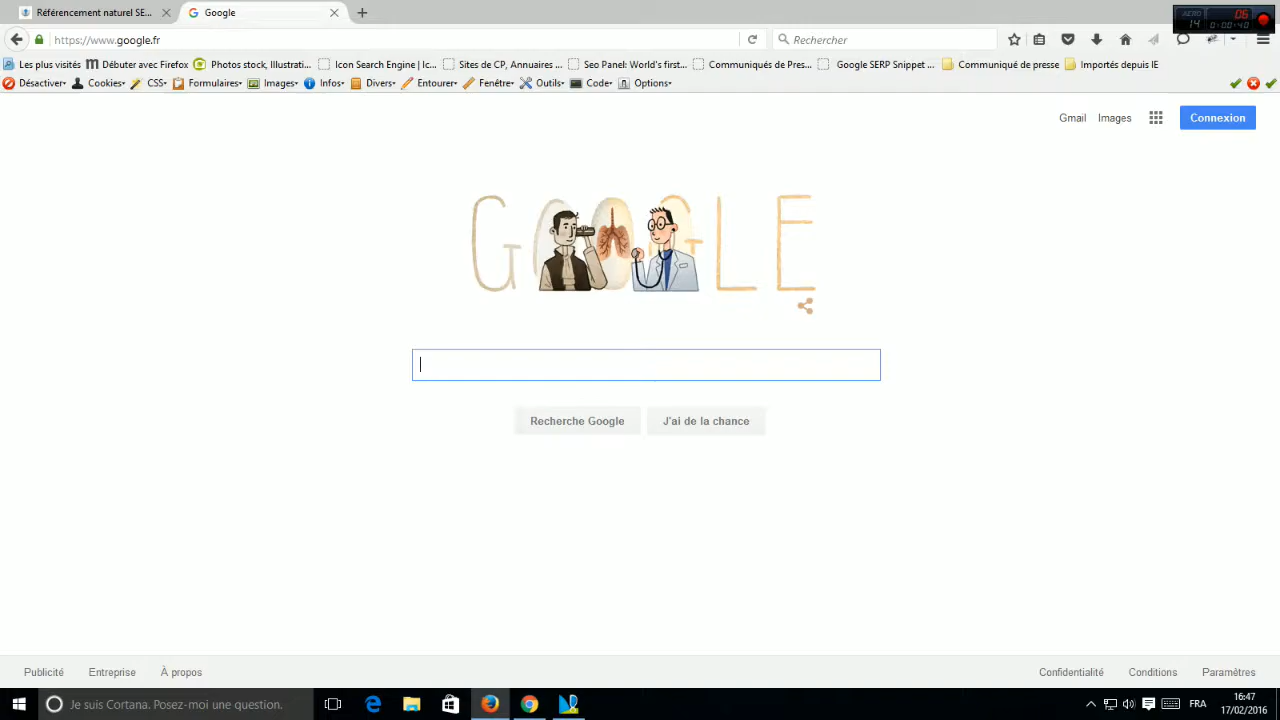 Référencement naturel SE...
Google
https://www.google.fr
Rechercher
Les plus visités
Débuter avec Firefox
Photos stock, Illustrati...
Icon Search Engine | Ic...
Sites de CP, Annuaires ...
Seo Panel: World's first...
Communiqués de Pres...
Google SERP Snippet ...
Communiqué de presse
Importés depuis IE
Désactiver
Cookies
CSS
Formulaires
Images
Infos
Divers
Entourer
Fenêtre
Outils
Code
Options
Gmail
Images
Connexion
GOOGLE
Recherche Google
J'ai de la chance
Publicité
Entreprise
À propos
Confidentialité
Conditions
Paramètres
Je suis Cortana. Posez-moi une question.
FRA
16:47
17/02/2016